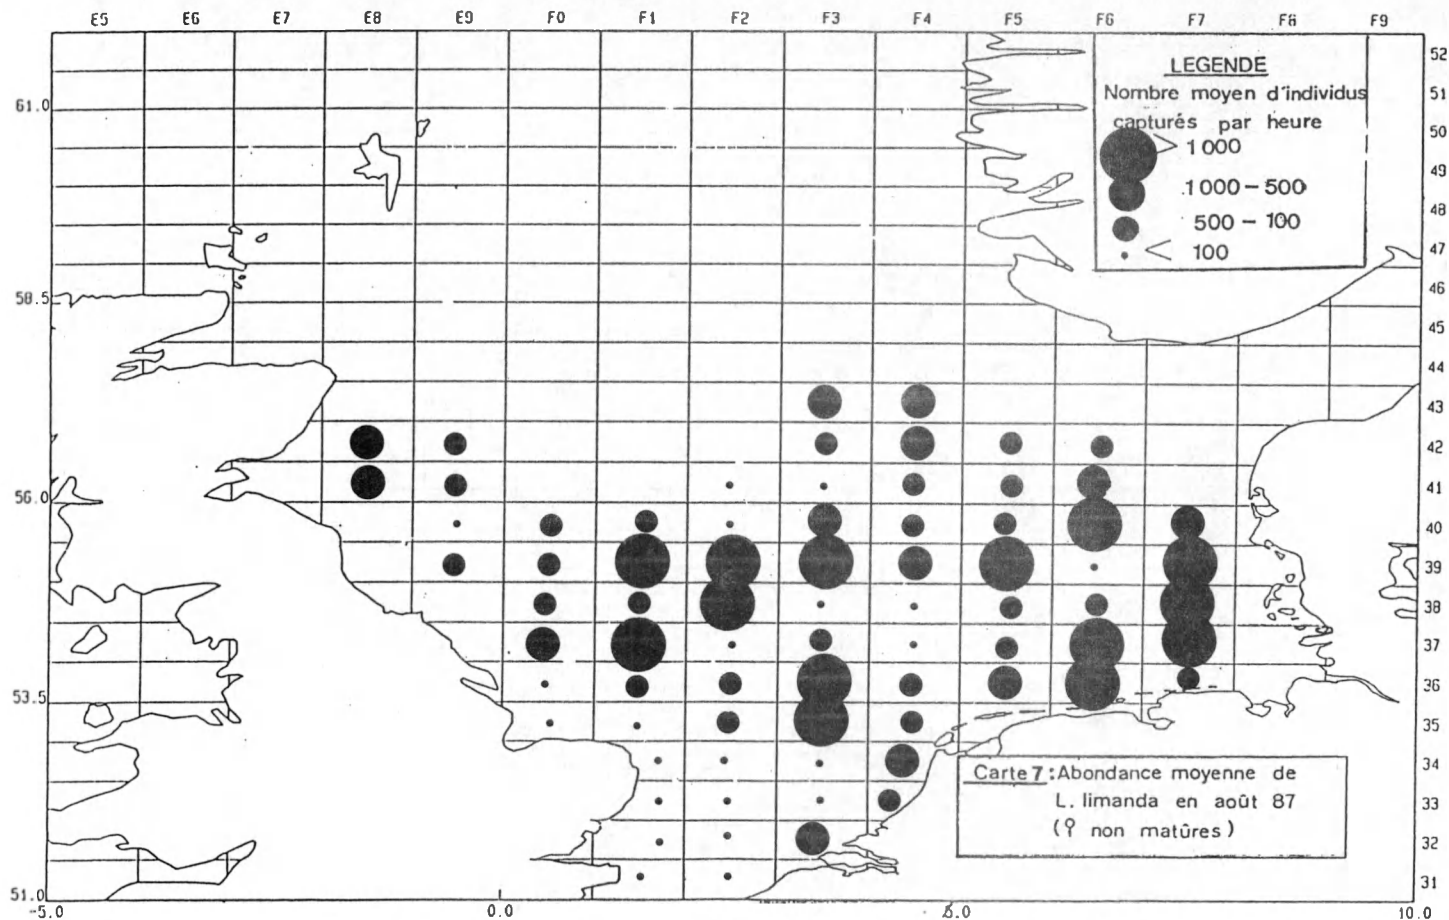 E5 E6 E7 E8 E9 F0 F1 F2 F3 F4 F5 F6 F7 F8 F9
LEGENDE
Nombre moyen d'individus
capturés par heure
> 1000
1000 – 500
500 – 100
< 100
61.0
58.5
56.0
53.5
51.0
52
51
50
49
48
47
46
45
44
43
42
41
40
39
38
37
36
35
34
33
32
31
Carte 7 : Abondance moyenne de
L. limanda en août 87
(♀ non matûres)
-5.0 0.0 5.0 10.0